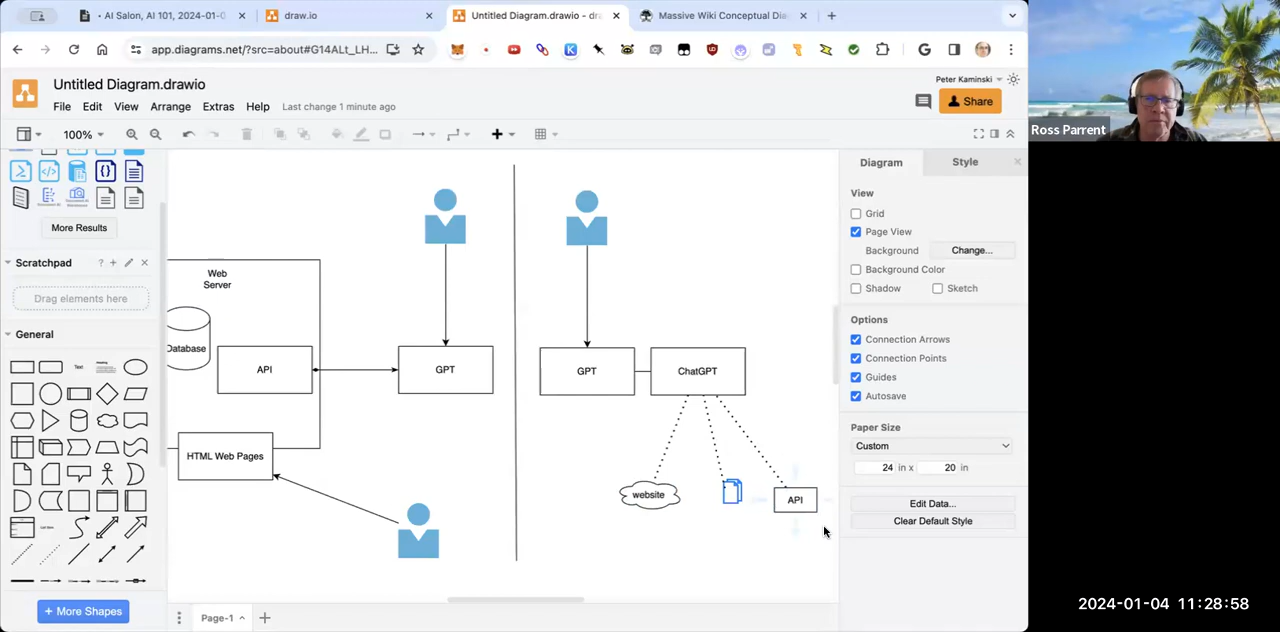 • AI Salon, AI 101, 2024-01-0
draw.io
Untitled Diagram.drawio - dra
Massive Wiki Conceptual Dia
app.diagrams.net/?src=about#G14ALt_LH...
Untitled Diagram.drawio
Peter Kaminski
File Edit View Arrange Extras Help Last change 1 minute ago
Share
100%
More Results
Scratchpad
Drag elements here
General
Text
Heading
More Shapes
Web
Server
Database
API
GPT
HTML Web Pages
GPT
ChatGPT
website
API
Page-1
Diagram Style
View
Grid
Page View
Background Change...
Background Color
Shadow Sketch
Options
Connection Arrows
Connection Points
Guides
Autosave
Paper Size
Custom
24 in x 20 in
Edit Data...
Clear Default Style
Ross Parrent
2024-01-04 11:28:58